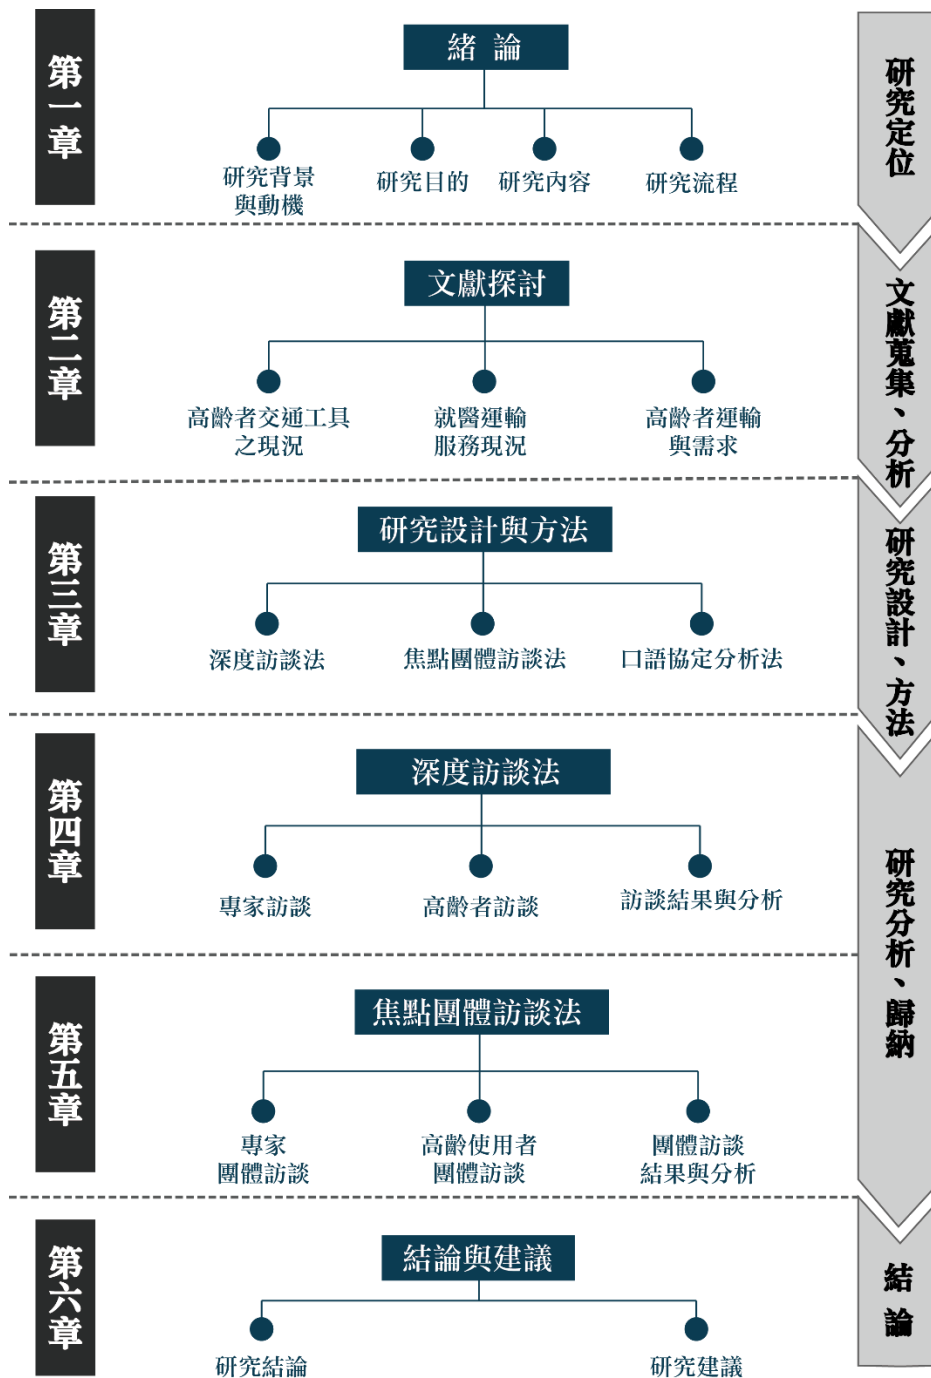 第一章
緒 論
研究背景
與動機
研究目的
研究內容
研究流程
研究定位
第二章
文獻探討
高齡者交通工具
之現況
就醫運輸
服務現況
高齡者運輸
與需求
文獻蒐集、分析
第三章
研究設計與方法
深度訪談法
焦點團體訪談法
口語協定分析法
研究設計、方法
第四章
深度訪談法
專家訪談
高齡者訪談
訪談結果與分析
研究分析、歸納
第五章
焦點團體訪談法
專家
團體訪談
高齡使用者
團體訪談
團體訪談
結果與分析
第六章
結論與建議
研究結論
研究建議
結論